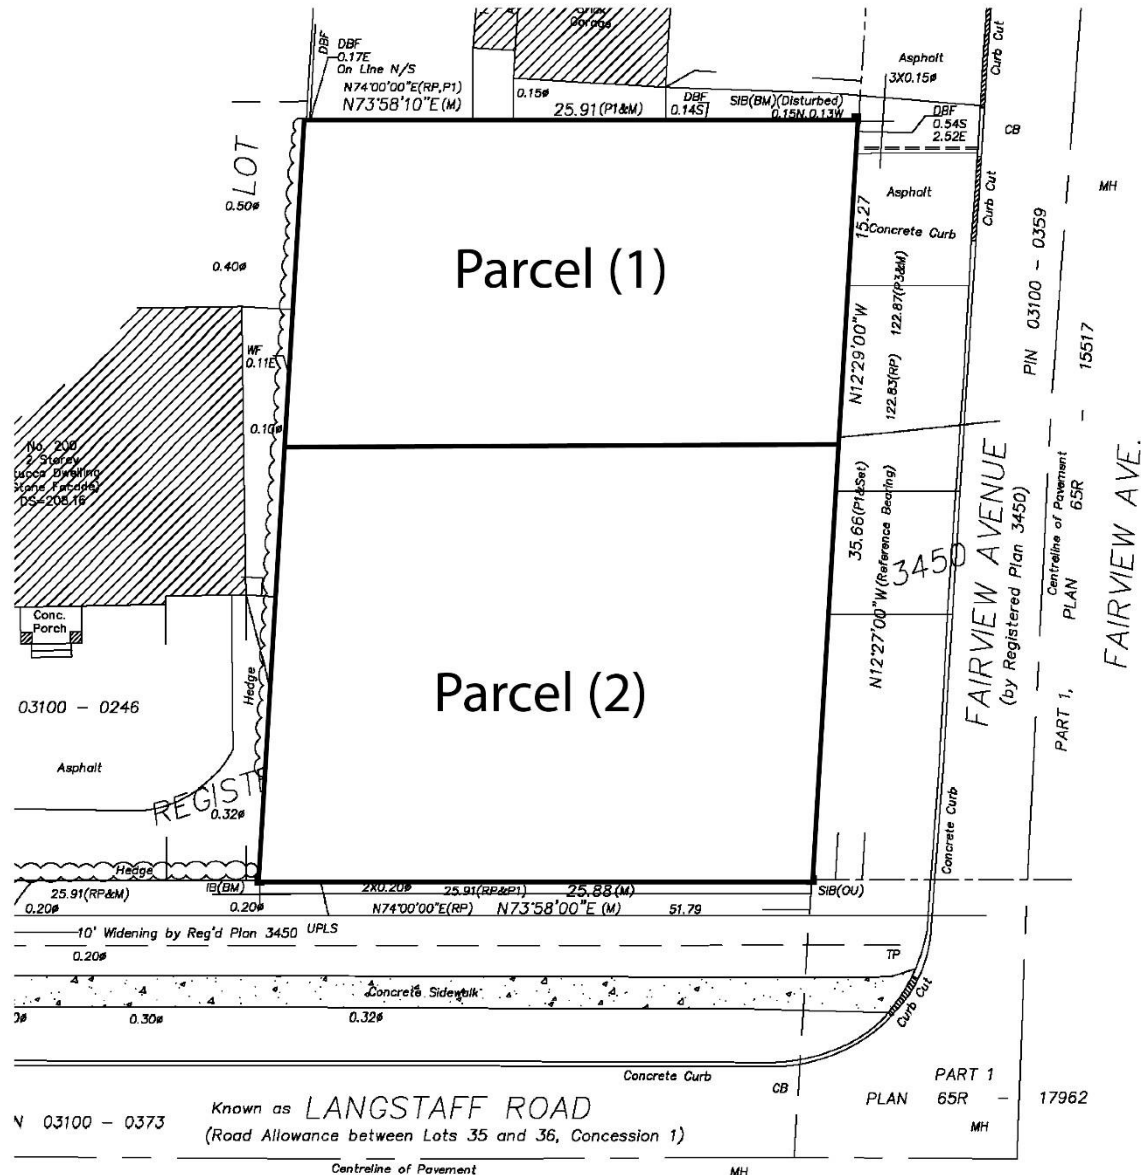 Garage
DBF
DBF
0.17E
On Line N/S
N74°00'00"E(RP,P1)
N73°58'10"E (M)
0.15ø
25.91(P1&M)
DBF
0.14S
SIB(BM)(Disturbed)
0.15N,0.13W
Asphalt
3X0.15ø
DBF
0.54S
2.52E
Curb Cut
CB
MH
LOT
0.50ø
0.40ø
Parcel (1)
15.27
Asphalt
Concrete Curb
Curb Cut
N12°29'00"W
122.87(P3&M)
122.83(RP)
PIN 03100 - 0359
15517
WF
0.11E
0.10ø
No. 200
2 Storey
Dwelling
DS=208.16
Conc.
Porch
03100 - 0246
Asphalt
Hedge
REGIST
0.32ø
Parcel (2)
35.66(P1&Set)
N12°27'00"W(Reference Bearing)
3450
FAIRVIEW AVENUE
(by Registered Plan 3450)
Centreline of Pavement
PART 1, PLAN 65R -
FAIRVIEW AVE.
Concrete Curb
Hedge
25.91(RP&M)
IB(BM)
2X0.20ø
25.91(RP&P1)
25.88(M)
SIB(OU)
0.20ø
0.20ø
N74°00'00"E(RP)
N73°58'00"E (M)
51.79
10' Widening by Reg'd Plan 3450
UPLS
0.20ø
TP
Concrete Sidewalk
Curb Cut
0.30ø
0.32ø
Concrete Curb
CB
PART 1
PLAN 65R - 17962
MH
03100 - 0373
Known as LANGSTAFF ROAD
(Road Allowance between Lots 35 and 36, Concession 1)
Centreline of Pavement
MH